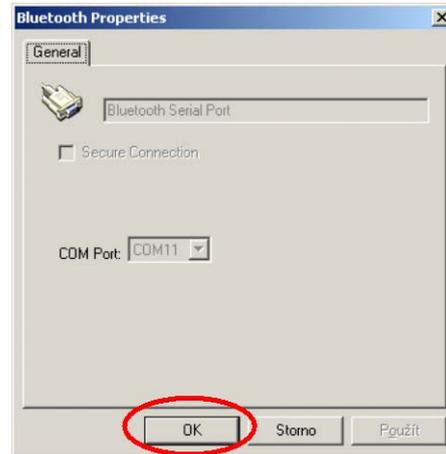 Bluetooth Properties
General
Bluetooth Serial Port
Secure Connection
COM Port: COM11
OK Storno Použít